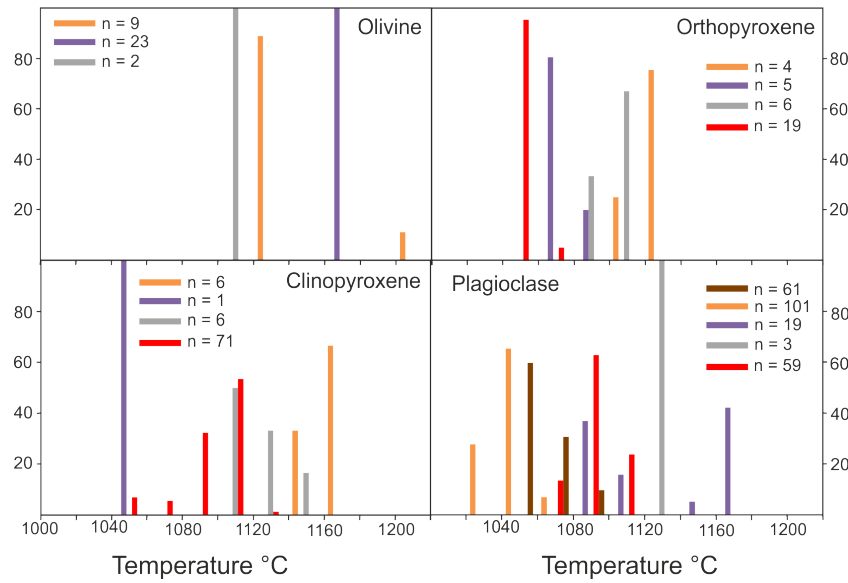 Olivine
n = 9
n = 23
n = 2
80
60
40
20
Orthopyroxene
n = 4
n = 5
n = 6
n = 19
80
60
40
20
Clinopyroxene
n = 6
n = 1
n = 6
n = 71
80
60
40
20
Plagioclase
n = 61
n = 101
n = 19
n = 3
n = 59
80
60
40
20
1000 1040 1080 1120 1160 1200
1040 1080 1120 1160 1200
Temperature °C
Temperature °C